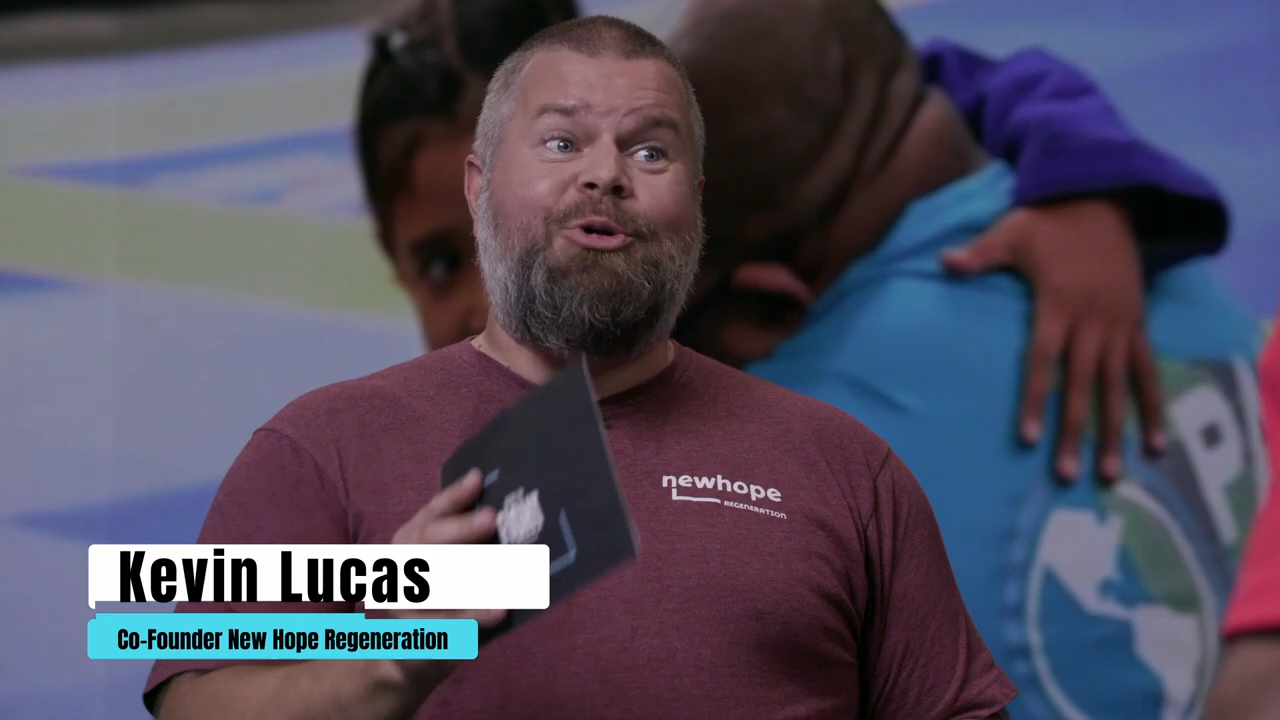 newhope
REGENERATION
P
Kevin Lucas
Co-Founder New Hope Regeneration